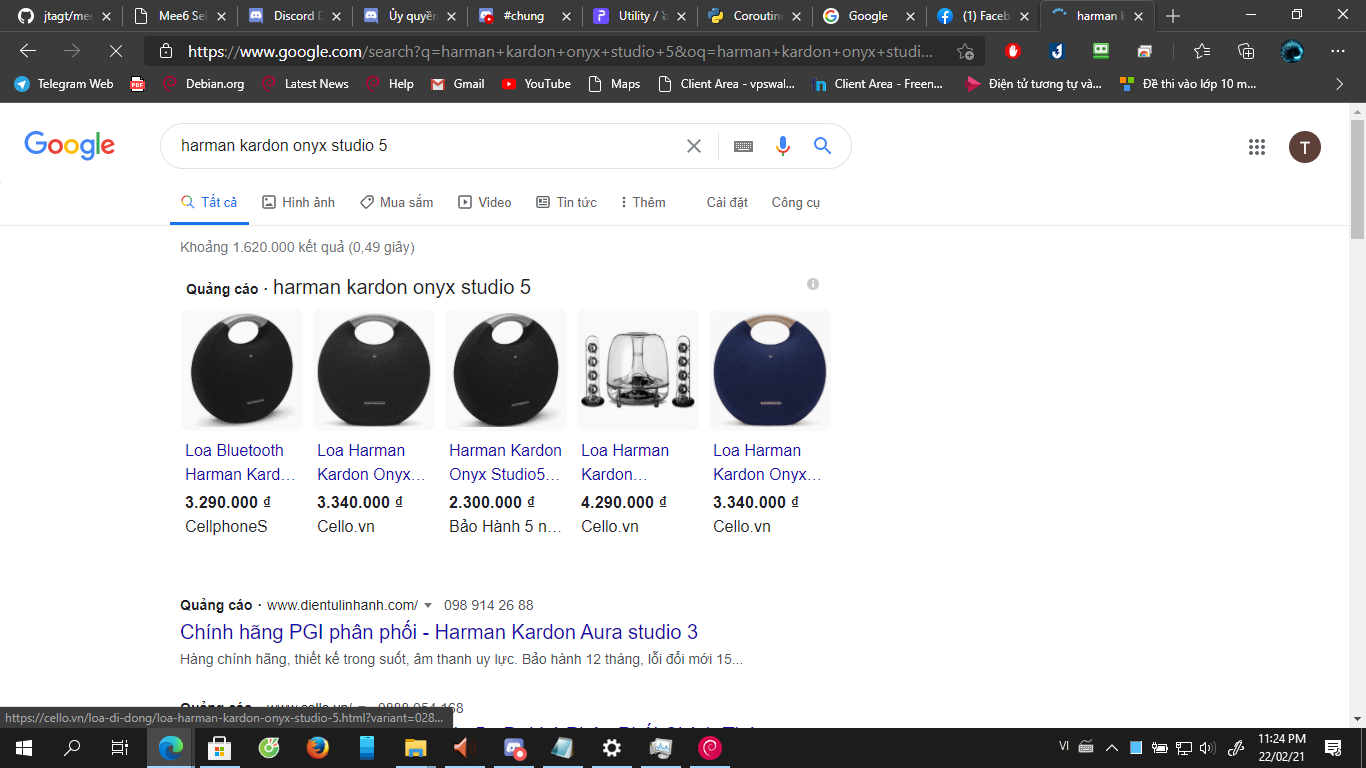 jtagt/mee
Mee6 Sel
Discord D
Ủy quyền
#chung
Utility /
Coroutin
Google
(1) Faceb
harman k
https://www.google.com/search?q=harman+kardon+onyx+studio+5&oq=harman+kardon+onyx+studi...
Telegram Web
PDF
Debian.org
Latest News
Help
Gmail
YouTube
Maps
Client Area - vpswal...
Client Area - Freen...
Điện tử tương tự và...
Đề thi vào lớp 10 m...
Google
harman kardon onyx studio 5
T
Tất cả
Hình ảnh
Mua sắm
Video
Tin tức
Thêm
Cài đặt
Công cụ
Khoảng 1.620.000 kết quả (0,49 giây)
Quảng cáo · harman kardon onyx studio 5
Loa Bluetooth
Harman Kard...
3.290.000 ₫
CellphoneS
Loa Harman
Kardon Onyx...
3.340.000 ₫
Cello.vn
Harman Kardon
Onyx Studio5...
2.300.000 ₫
Bảo Hành 5 n...
Loa Harman
Kardon...
4.290.000 ₫
Cello.vn
Loa Harman
Kardon Onyx...
3.340.000 ₫
Cello.vn
Quảng cáo · www.dientulinhanh.com/ 098 914 26 88
Chính hãng PGI phân phối - Harman Kardon Aura studio 3
Hàng chính hãng, thiết kế trong suốt, âm thanh uy lực. Bảo hành 12 tháng, lỗi đổi mới 15...
https://cello.vn/loa-di-dong/loa-harman-kardon-onyx-studio-5.html?variant=028...
VI
11:24 PM
22/02/21